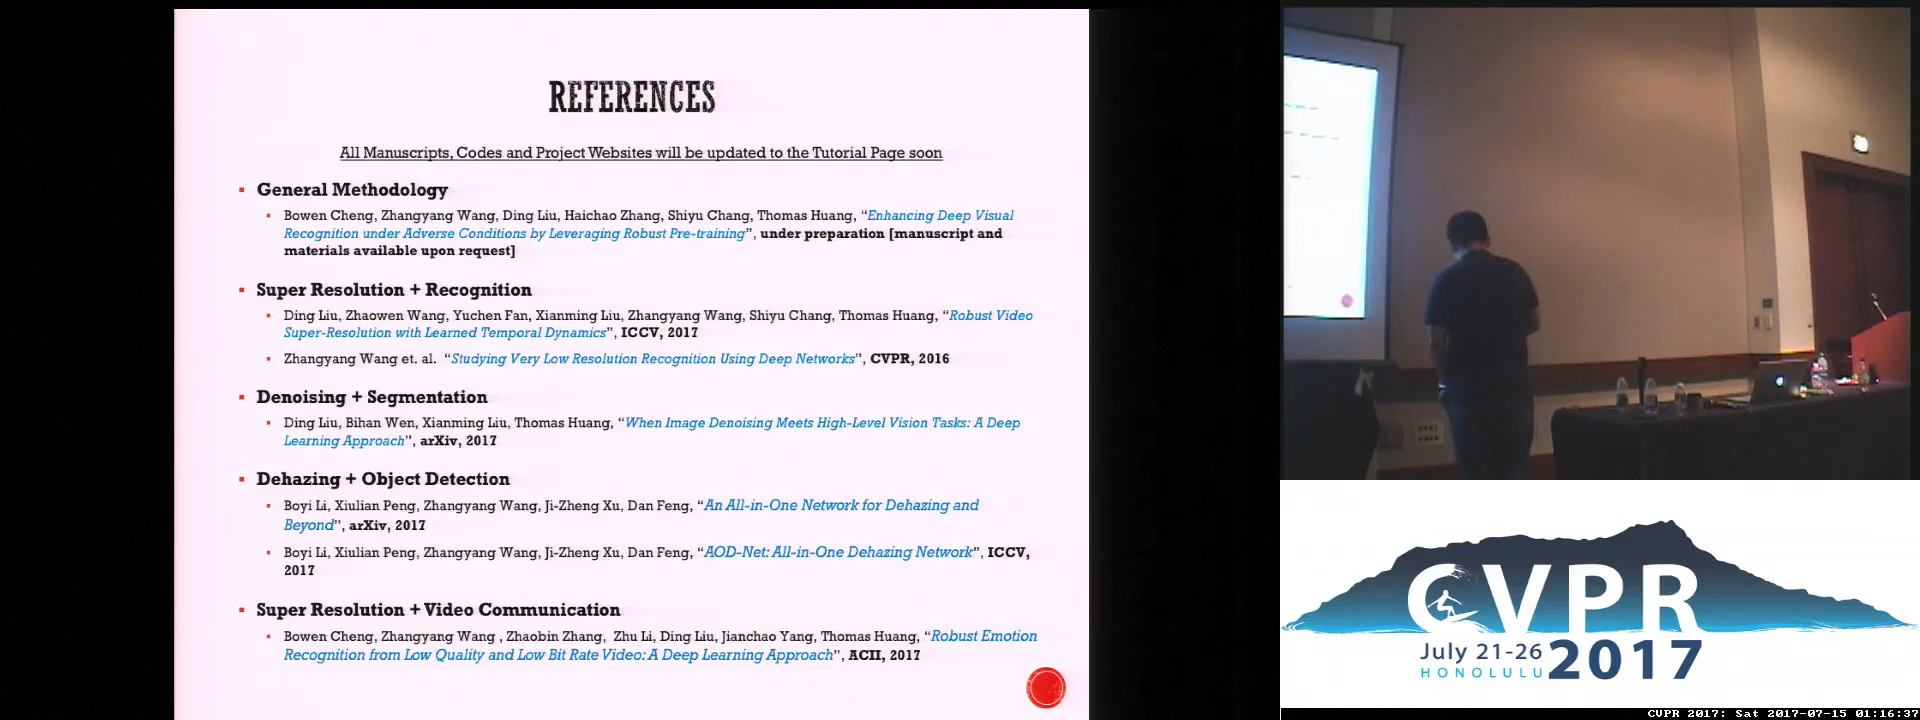 REFERENCES
All Manuscripts, Codes and Project Websites will be updated to the Tutorial Page soon
▪ General Methodology
▪ Bowen Cheng, Zhangyang Wang, Ding Liu, Haichao Zhang, Shiyu Chang, Thomas Huang, “Enhancing Deep Visual
Recognition under Adverse Conditions by Leveraging Robust Pre-training”, under preparation [manuscript and
materials available upon request]
▪ Super Resolution + Recognition
▪ Ding Liu, Zhaowen Wang, Yuchen Fan, Xianming Liu, Zhangyang Wang, Shiyu Chang, Thomas Huang, “Robust Video
Super-Resolution with Learned Temporal Dynamics”, ICCV, 2017
▪ Zhangyang Wang et. al. “Studying Very Low Resolution Recognition Using Deep Networks”, CVPR, 2016
▪ Denoising + Segmentation
▪ Ding Liu, Bihan Wen, Xianming Liu, Thomas Huang, “When Image Denoising Meets High-Level Vision Tasks: A Deep
Learning Approach”, arXiv, 2017
▪ Dehazing + Object Detection
▪ Boyi Li, Xiulian Peng, Zhangyang Wang, Ji-Zheng Xu, Dan Feng, “An All-in-One Network for Dehazing and
Beyond”, arXiv, 2017
▪ Boyi Li, Xiulian Peng, Zhangyang Wang, Ji-Zheng Xu, Dan Feng, “AOD-Net: All-in-One Dehazing Network”, ICCV,
2017
▪ Super Resolution + Video Communication
▪ Bowen Cheng, Zhangyang Wang , Zhaobin Zhang, Zhu Li, Ding Liu, Jianchao Yang, Thomas Huang, “Robust Emotion
Recognition from Low Quality and Low Bit Rate Video: A Deep Learning Approach”, ACII, 2017
CVPR
July 21-26
HONOLULU
2017
CVPR 2017: Sat 2017-07-15 01:16:37